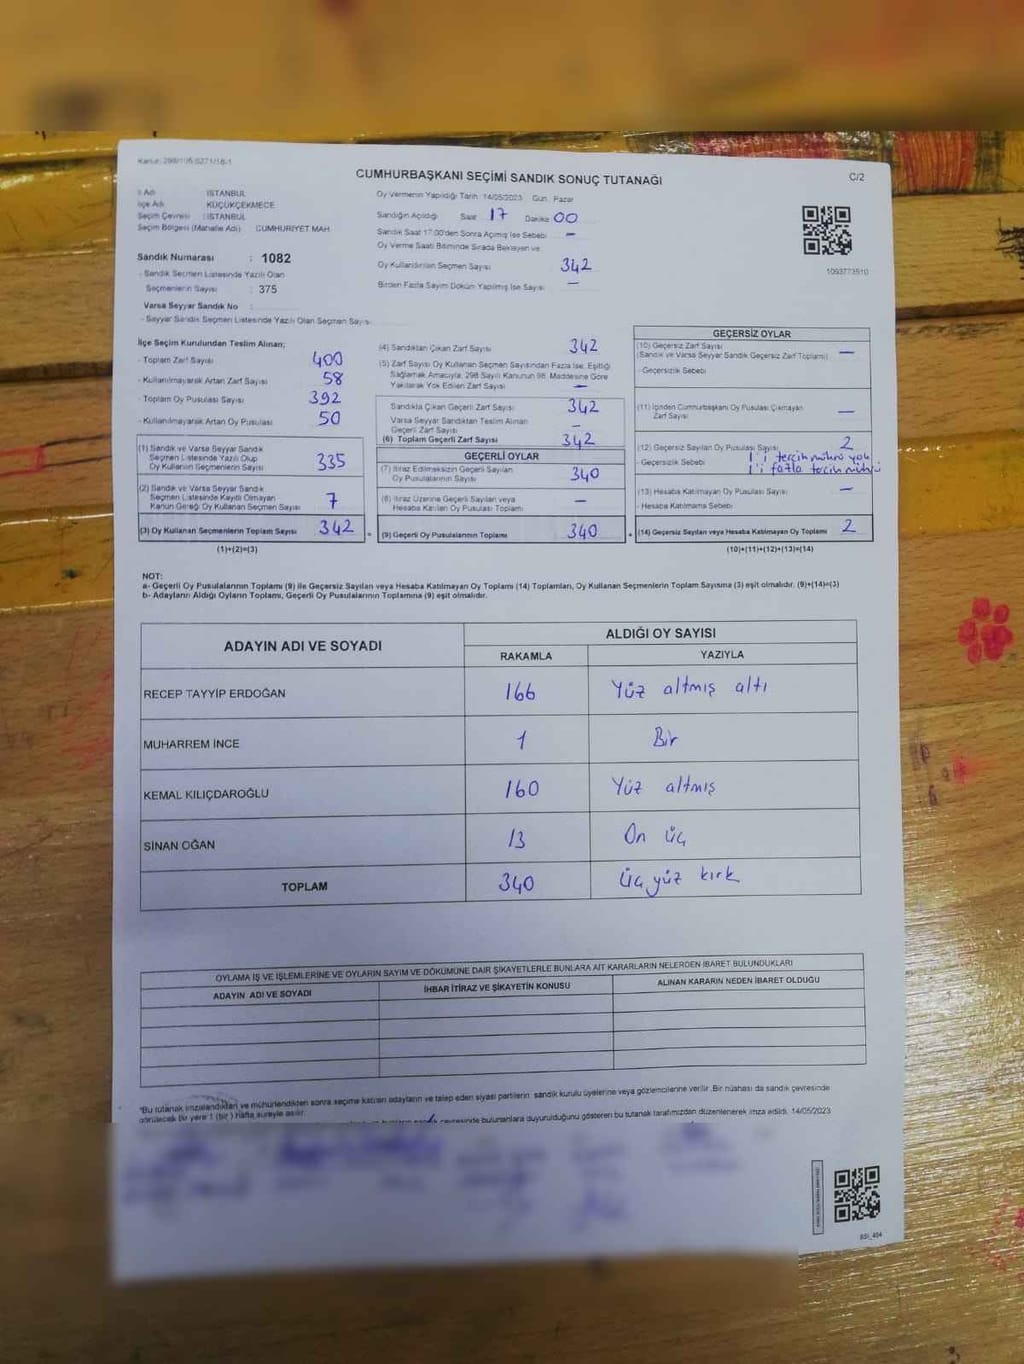 Kanun: 298/105.6271/16-1
CUMHURBAŞKANI SEÇİMİ SANDIK SONUÇ TUTANAĞI
C/2
İl Adı : İSTANBUL
İlçe Adı : KÜÇÜKÇEKMECE
Seçim Çevresi : İSTANBUL
Seçim Bölgesi (Mahalle Adı) : CUMHURİYET MAH.
Sandık Numarası : 1082
- Sandık Seçmen Listesinde Yazılı Olan
Seçmenlerin Sayısı : 375
Varsa Seyyar Sandık No :
- Seyyar Sandık Seçmen Listesinde Yazılı Olan Seçmen Sayısı:
Oy Vermenin Yapıldığı Tarih: 14/05/2023 Gün: Pazar
Sandığın Açıldığı Saat 17 Dakika 00
Sandık Saat 17.00'den Sonra Açılmış İse Sebebi -
Oy Verme Saati Bitiminde Sırada Bekleyen ve
Oy Kullandırılan Seçmen Sayısı 342
Birden Fazla Sayım Döküm Yapılmış İse Sayısı -
1093773510
İlçe Seçim Kurulundan Teslim Alınan;
- Toplam Zarf Sayısı 400
- Kullanılmayarak Artan Zarf Sayısı 58
- Toplam Oy Pusulası Sayısı 392
- Kullanılmayarak Artan Oy Pusulası 50
(1) Sandık ve Varsa Seyyar Sandık
Seçmen Listesinde Yazılı Olup
Oy Kullanan Seçmenlerin Sayısı 335
(2) Sandık ve Varsa Seyyar Sandık
Seçmen Listesinde Kayıtlı Olmayan
Kanun Gereği Oy Kullanan Seçmen Sayısı 7
(3) Oy Kullanan Seçmenlerin Toplam Sayısı 342
(1)+(2)=(3)
(4) Sandıktan Çıkan Zarf Sayısı 342
(5) Zarf Sayısı Oy Kullanan Seçmen Sayısından Fazla İse, Eşitliği
Sağlamak Amacıyla, 298 Sayılı Kanunun 98. Maddesine Göre
Yakılarak Yok Edilen Zarf Sayısı -
Sandıkta Çıkan Geçerli Zarf Sayısı 342
Varsa Seyyar Sandıktan Teslim Alınan
Geçerli Zarf Sayısı -
(6) Toplam Geçerli Zarf Sayısı 342
GEÇERLİ OYLAR
(7) İtiraz Edilmeksizin Geçerli Sayılan
Oy Pusulalarının Sayısı 340
(8) İtiraz Üzerine Geçerli Sayılan veya
Hesaba Katılan Oy Pusulası Toplamı -
(9) Geçerli Oy Pusulalarının Toplamı 340
GEÇERSİZ OYLAR
(10) Geçersiz Zarf Sayısı
(Sandık ve Varsa Seyyar Sandık Geçersiz Zarf Toplamı) -
- Geçersizlik Sebebi
(11) İçinden Cumhurbaşkanı Oy Pusulası Çıkmayan
Zarf Sayısı -
(12) Geçersiz Sayılan Oy Pusulası Sayısı 2
- Geçersizlik Sebebi 1'i tercih mührü yok
1'i fazla tercih mührü
(13) Hesaba Katılmayan Oy Pusulası Sayısı -
- Hesaba Katılmama Sebebi
(14) Geçersiz Sayılan veya Hesaba Katılmayan Oy Toplamı 2
(10)+(11)+(12)+(13)=(14)
NOT:
a- Geçerli Oy Pusulalarının Toplamı (9) ile Geçersiz Sayılan veya Hesaba Katılmayan Oy Toplamı (14) Toplamları, Oy Kullanan Seçmenlerin Toplam Sayısına (3) eşit olmalıdır. (9)+(14)=(3)
b- Adayların Aldığı Oyların Toplamı, Geçerli Oy Pusulalarının Toplamına (9) eşit olmalıdır.
ADAYIN ADI VE SOYADI
ALDIĞI OY SAYISI
RAKAMLA YAZIYLA
RECEP TAYYİP ERDOĞAN 166 Yüz altmış altı
MUHARREM İNCE 1 Bir
KEMAL KILIÇDAROĞLU 160 Yüz altmış
SİNAN OĞAN 13 On üç
TOPLAM 340 üç yüz kırk
OYLAMA İŞ VE İŞLEMLERİNE VE OYLARIN SAYIM VE DÖKÜMÜNE DAİR ŞİKAYETLERLE BUNLARA AİT KARARLARIN NELERDEN İBARET BULUNDUKLARI
ADAYIN ADI VE SOYADI İHBAR İTİRAZ VE ŞİKAYETİN KONUSU ALINAN KARARIN NEDEN İBARET OLDUĞU
"Bu tutanak imzalandıktan ve mühürlendikten sonra seçime katılan adayların ve talep eden siyasi partilerin sandık kurulu üyelerine veya gözlemcilerine verilir. Bir nüshası da sandık çevresinde
görülecek bir yere 1 (bir) hafta süreyle asılır.
çevresinde bulunanlara duyurulduğunu gösteren bu tutanak tarafımızdan düzenlenerek imza edildi. 14/05/2023